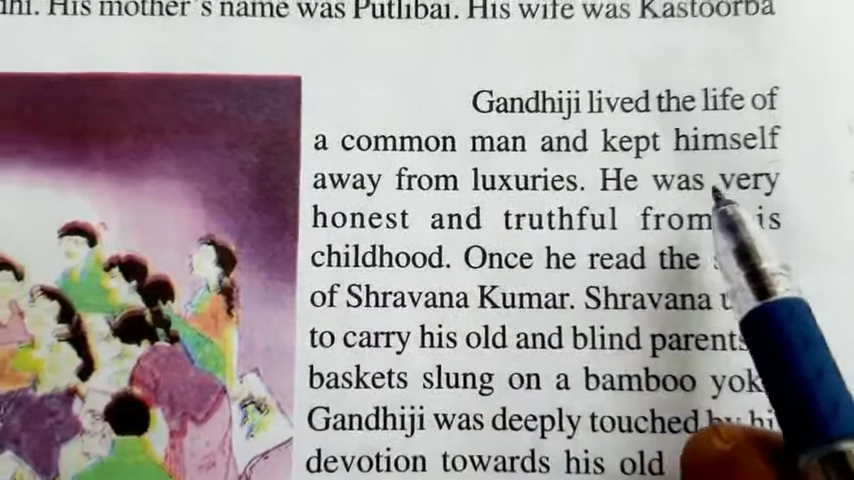 His mother's name was Putlibai. His wife was Kastoorba
Gandhiji lived the life of
a common man and kept himself
away from luxuries. He was very
honest and truthful from
childhood. Once he read the
of Shravana Kumar. Shravana
to carry his old and blind parents
baskets slung on a bamboo
Gandhiji was deeply touched by
devotion towards his old